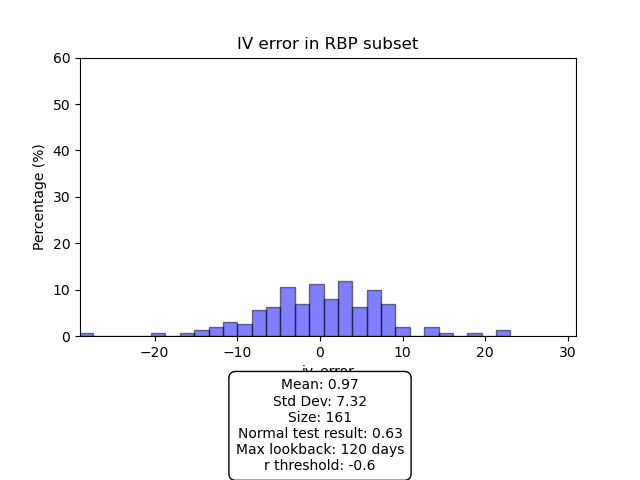 IV error in RBP subset
Percentage (%)
60
50
40
30
20
10
0
−20
−10
0
10
20
30
iv_error
Mean: 0.97
Std Dev: 7.32
Size: 161
Normal test result: 0.63
Max lookback: 120 days
r threshold: -0.6